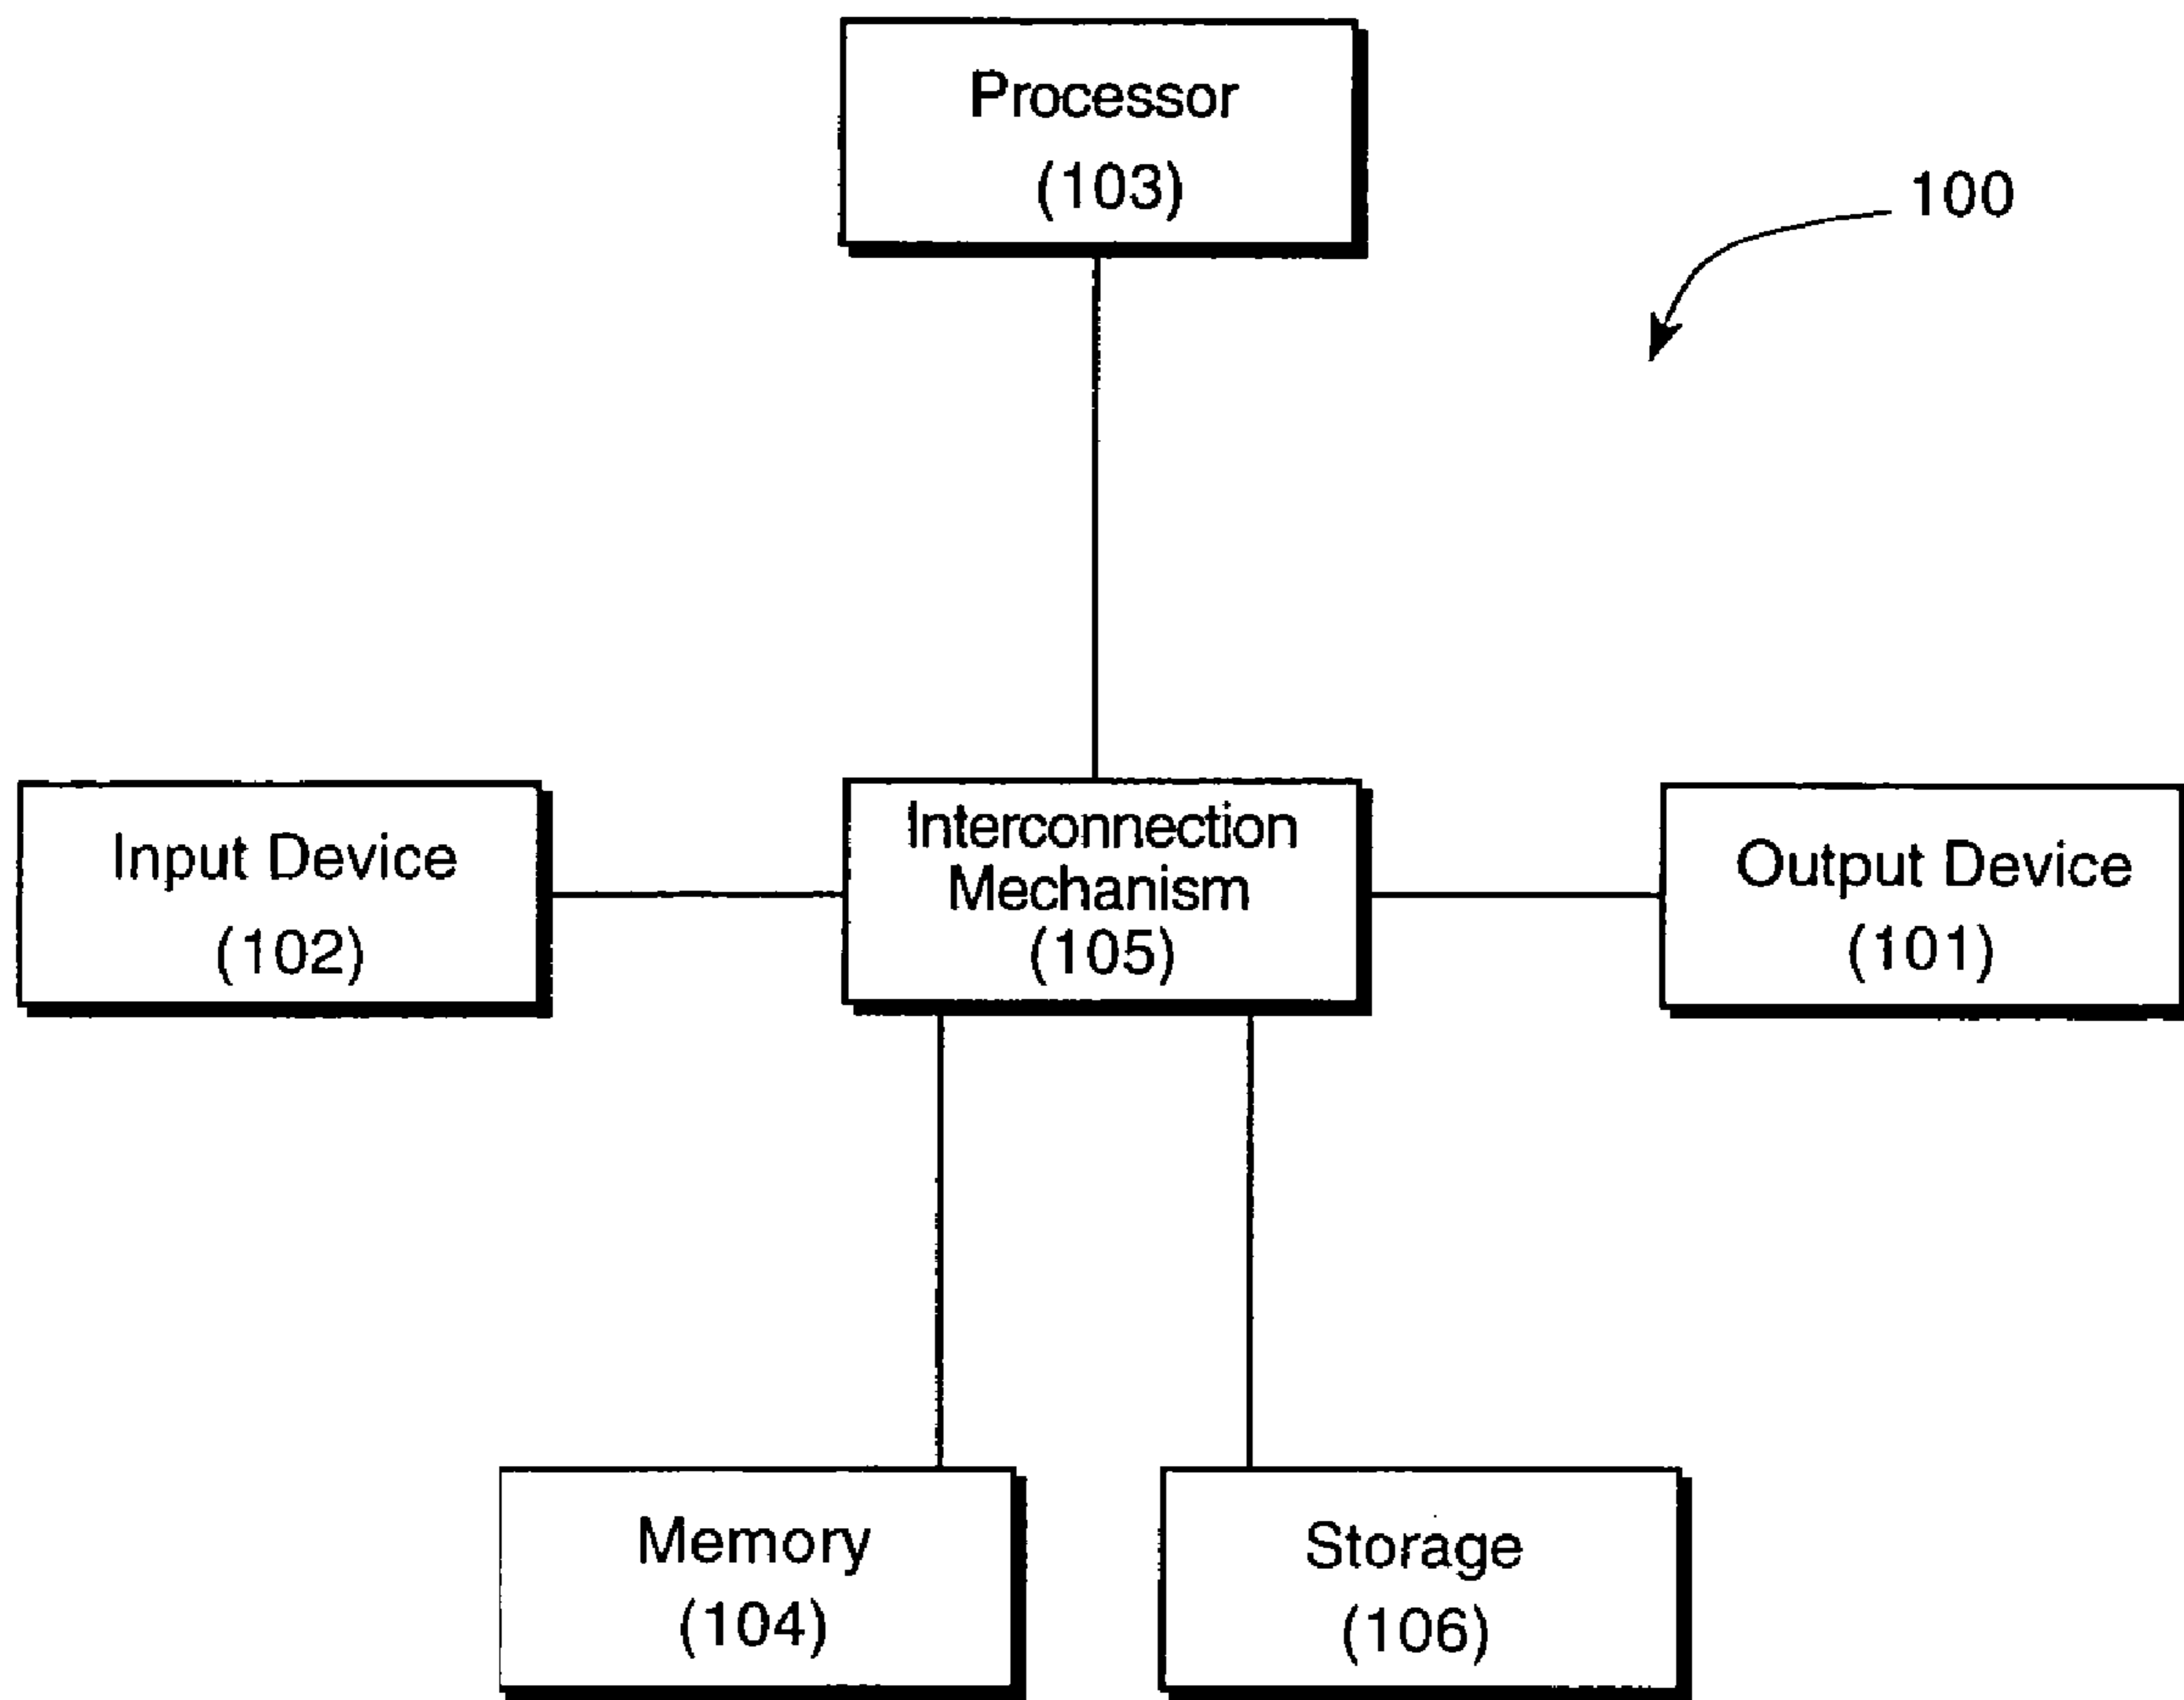 Processor
(103)
100
Input Device
(102)
Interconnection
Mechanism
(105)
Output Device
(101)
Memory
(104)
Storage
(106)